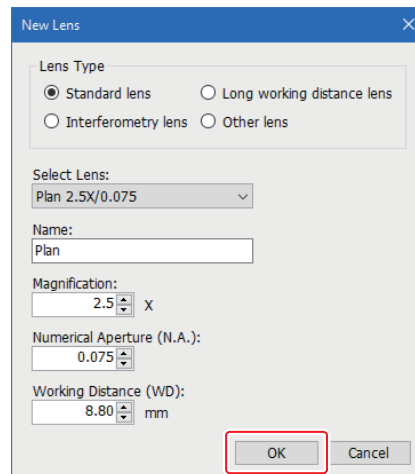 New Lens
Lens Type
Standard lens Long working distance lens
Interferometry lens Other lens
Select Lens:
Plan 2.5X/0.075
Name:
Plan
Magnification:
2.5 X
Numerical Aperture (N.A.):
0.075
Working Distance (WD):
8.80 mm
OK Cancel